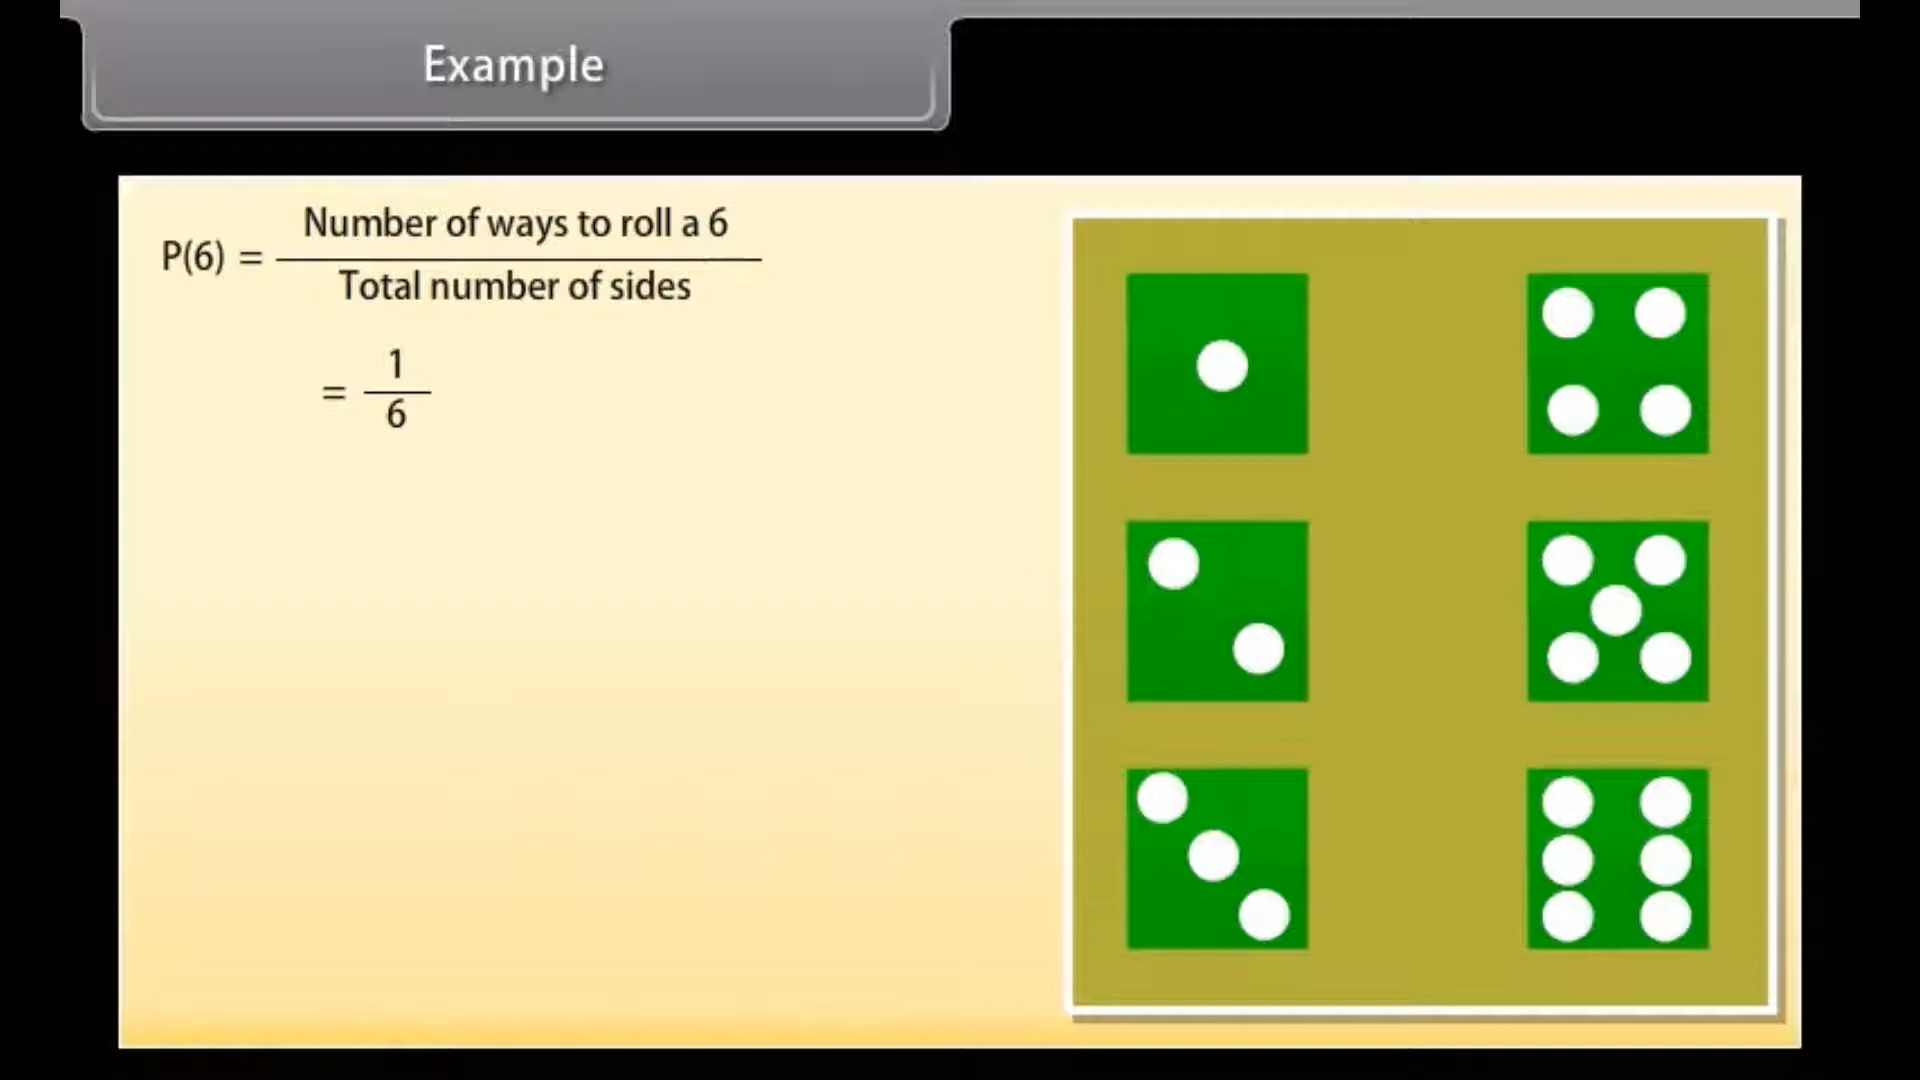 Example
P(6) = Number of ways to roll a 6
Total number of sides
= 1
6